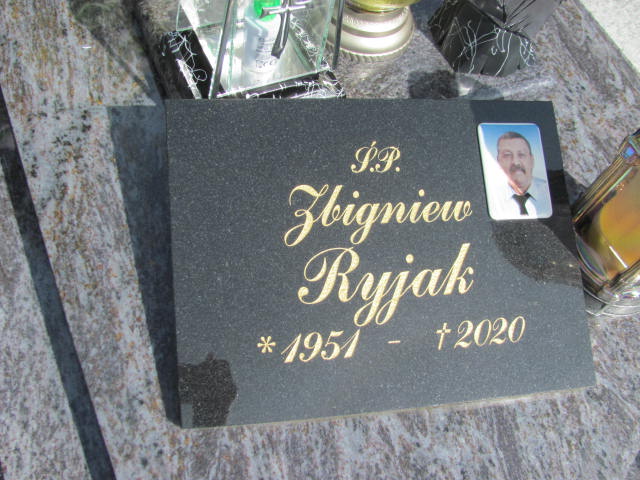 Ś.P.
Zbigniew
Ryjak
* 1951 - † 2020